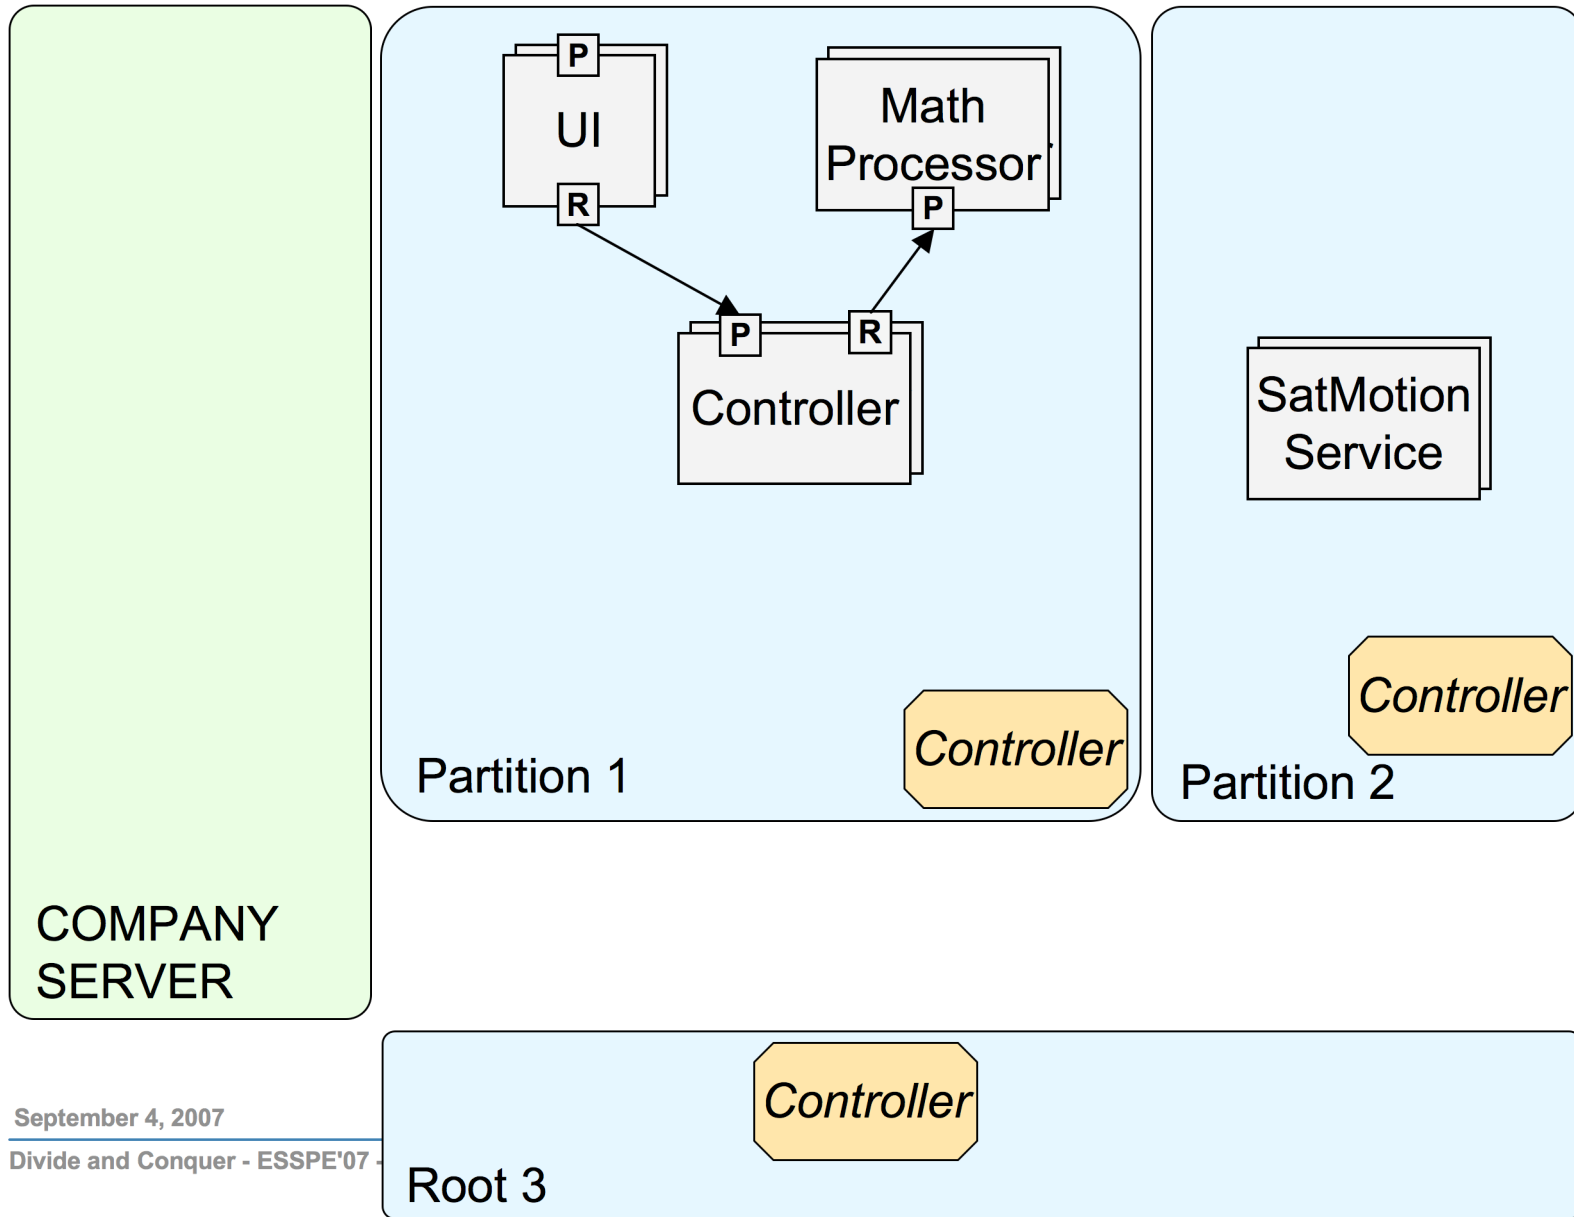 P
UI
R
Math
Processor
P
P
R
Controller
SatMotion
Service
Controller
Controller
Partition 1
Partition 2
COMPANY
SERVER
Controller
September 4, 2007
Divide and Conquer - ESSPE'07 -
Root 3